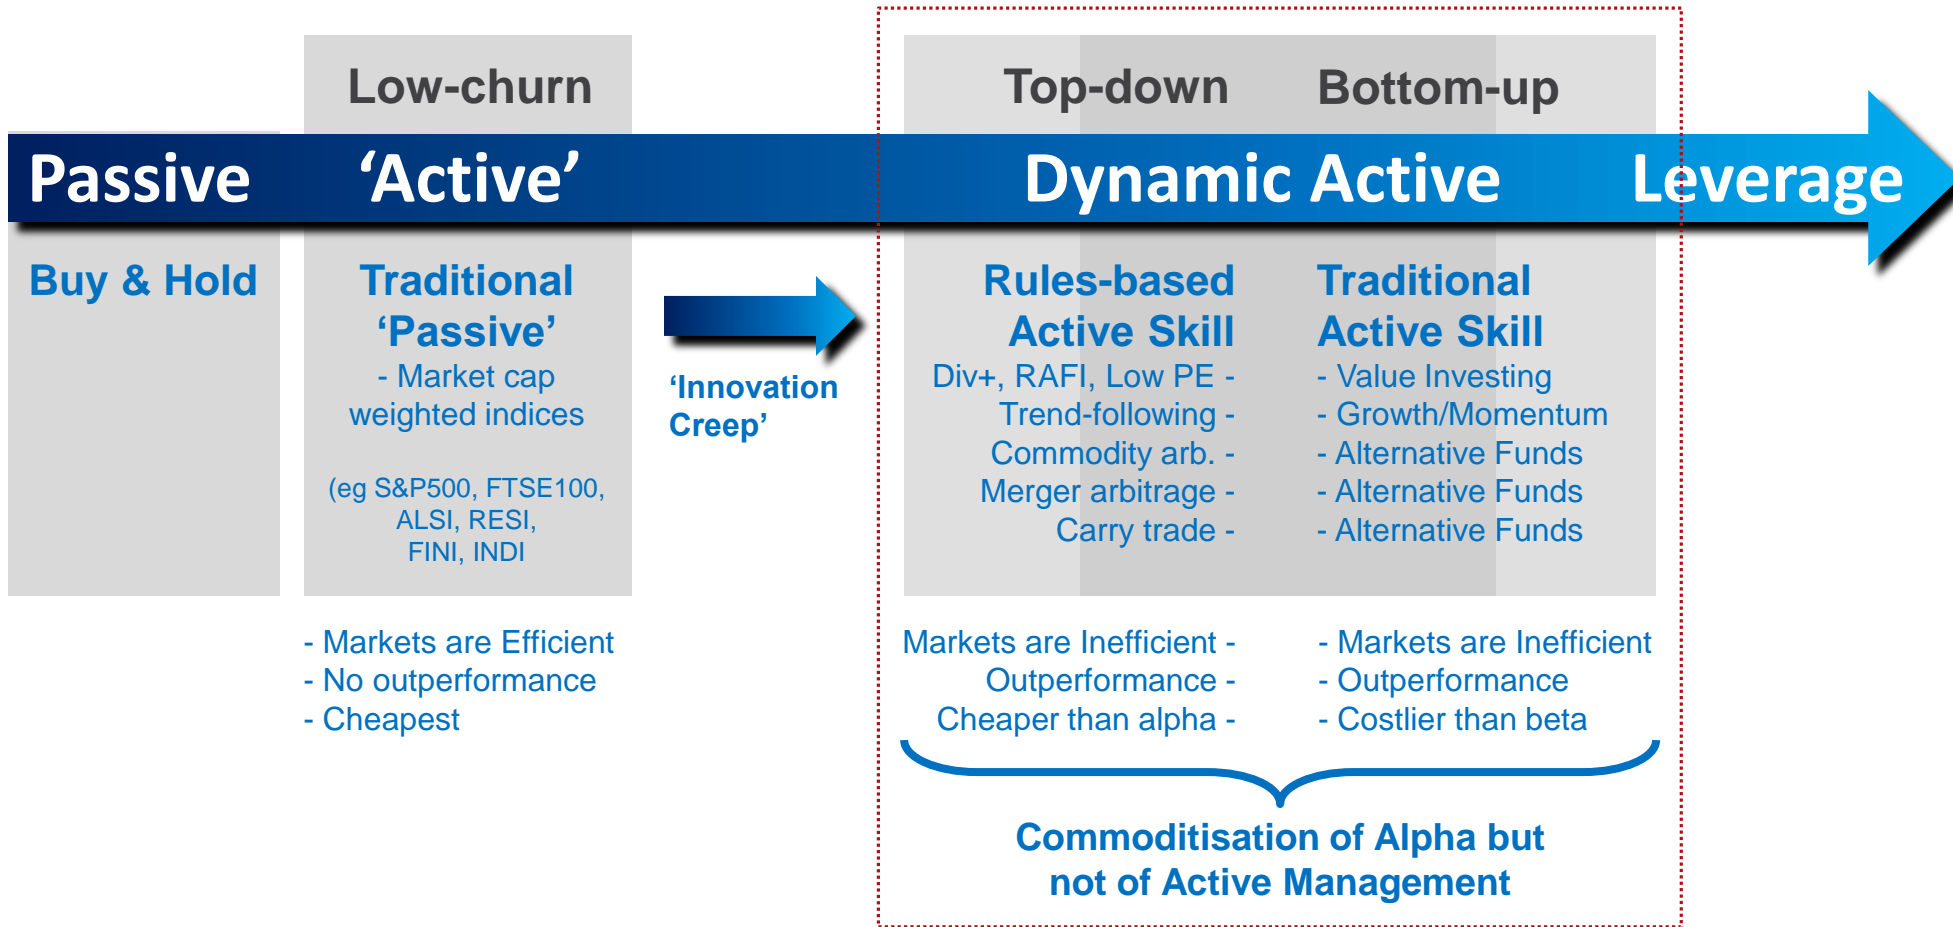 Low-churn
Top-down
Bottom-up
Passive
‘Active’
Dynamic Active
Leverage
Buy & Hold
Traditional
‘Passive’
- Market cap
weighted indices
(eg S&P500, FTSE100,
ALSI, RESI,
FINI, INDI
- Markets are Efficient
- No outperformance
- Cheapest
‘Innovation
Creep’
Rules-based
Active Skill
Div+, RAFI, Low PE -
Trend-following -
Commodity arb. -
Merger arbitrage -
Carry trade -
Markets are Inefficient -
Outperformance -
Cheaper than alpha -
Traditional
Active Skill
- Value Investing
- Growth/Momentum
- Alternative Funds
- Alternative Funds
- Alternative Funds
- Markets are Inefficient
- Outperformance
- Costlier than beta
Commoditisation of Alpha but
not of Active Management